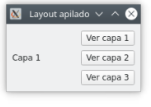 Layout apilado
Ver capa 1
Capa 1
Ver capa 2
Ver capa 3